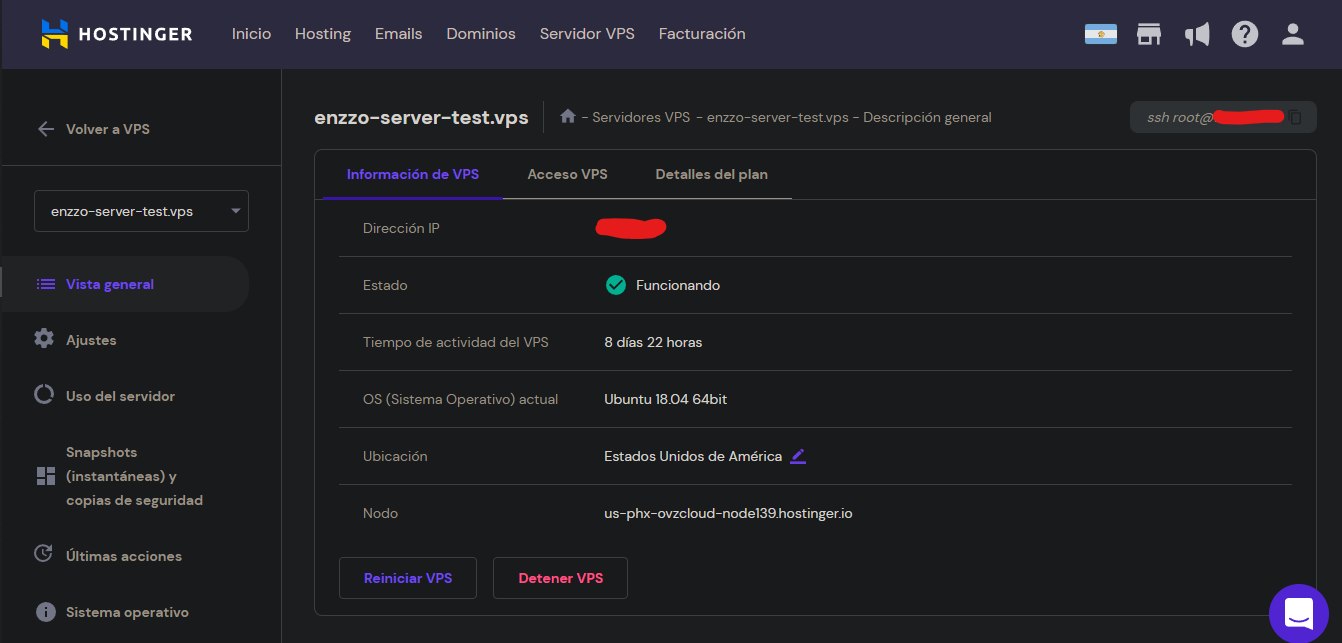 HOSTINGER
Inicio Hosting Emails Dominios Servidor VPS Facturación
Volver a VPS
enzzo-server-test.vps
Vista general
Ajustes
Uso del servidor
Snapshots
(instantáneas) y
copias de seguridad
Últimas acciones
Sistema operativo
enzzo-server-test.vps
- Servidores VPS - enzzo-server-test.vps - Descripción general
ssh root@
Información de VPS Acceso VPS Detalles del plan
Dirección IP
Estado Funcionando
Tiempo de actividad del VPS 8 días 22 horas
OS (Sistema Operativo) actual Ubuntu 18.04 64bit
Ubicación Estados Unidos de América
Nodo us-phx-ovzcloud-node139.hostinger.io
Reiniciar VPS Detener VPS